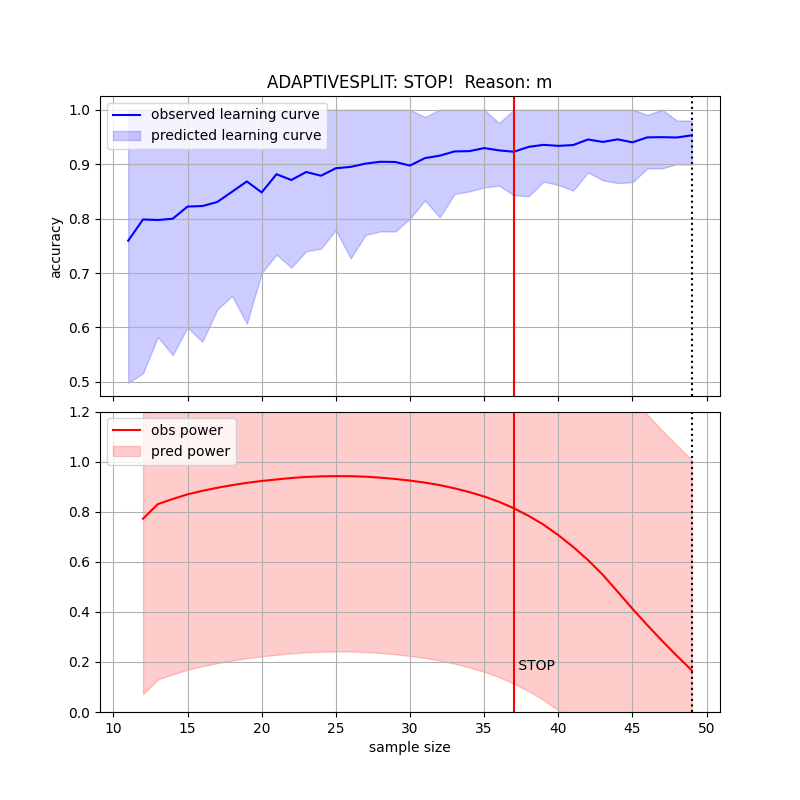 ADAPTIVESPLIT: STOP!  Reason: m
observed learning curve
predicted learning curve
1.0
0.9
0.8
0.7
0.6
0.5
accuracy
obs power
pred power
1.2
1.0
0.8
0.6
0.4
0.2
0.0
STOP
10 15 20 25 30 35 40 45 50
sample size